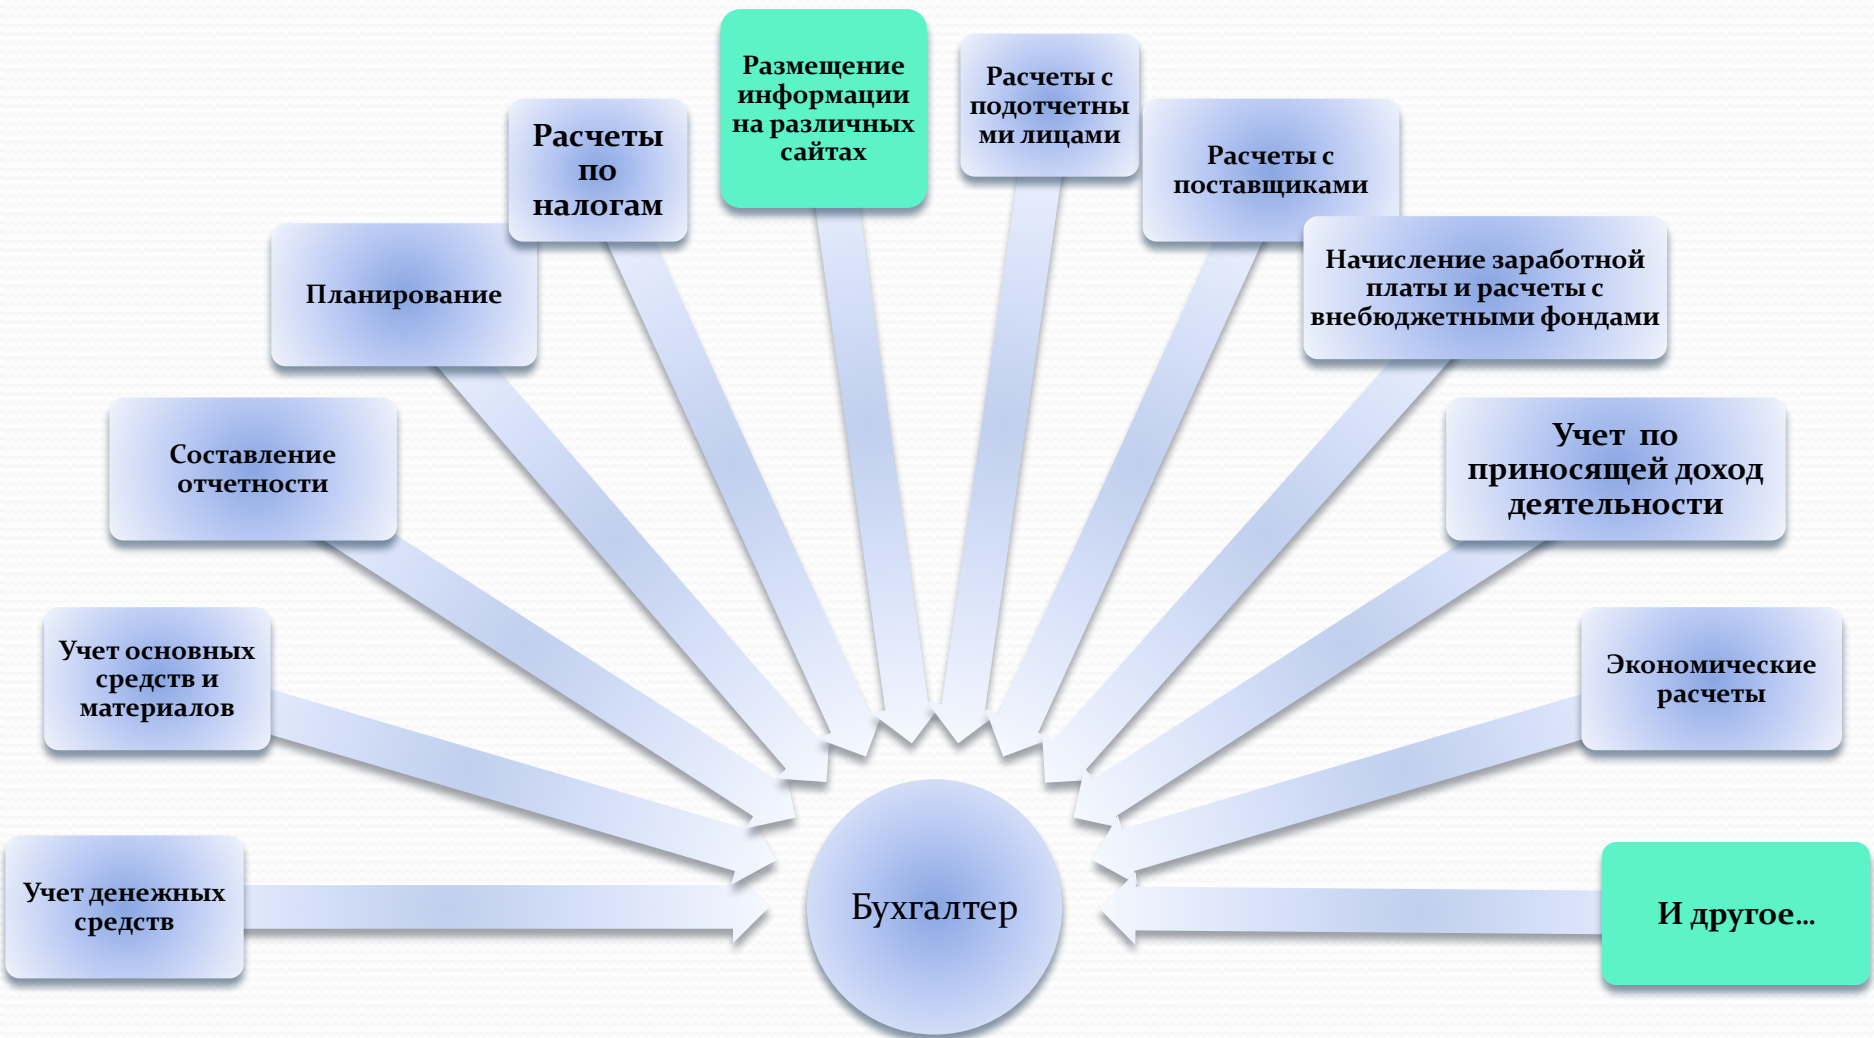 Размещение
информации
на различных
сайтах
Расчеты с
подотчетны
ми лицами
Расчеты
по
налогам
Расчеты с
поставщиками
Планирование
Начисление заработной
платы и расчеты с
внебюджетными фондами
Составление
отчетности
Учет  по
приносящей доход
деятельности
Учет основных
средств и
материалов
Экономические
расчеты
Учет денежных
средств
Бухгалтер
И другое...